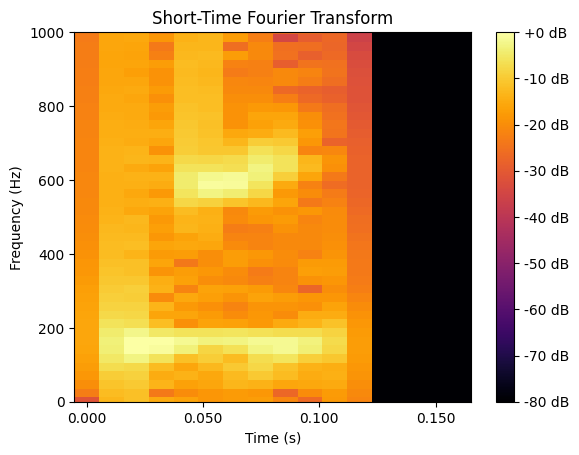 Short-Time Fourier Transform
1000
800
600
400
200
0
Frequency (Hz)
0.000
0.050
0.100
0.150
Time (s)
+0 dB
-10 dB
-20 dB
-30 dB
-40 dB
-50 dB
-60 dB
-70 dB
-80 dB